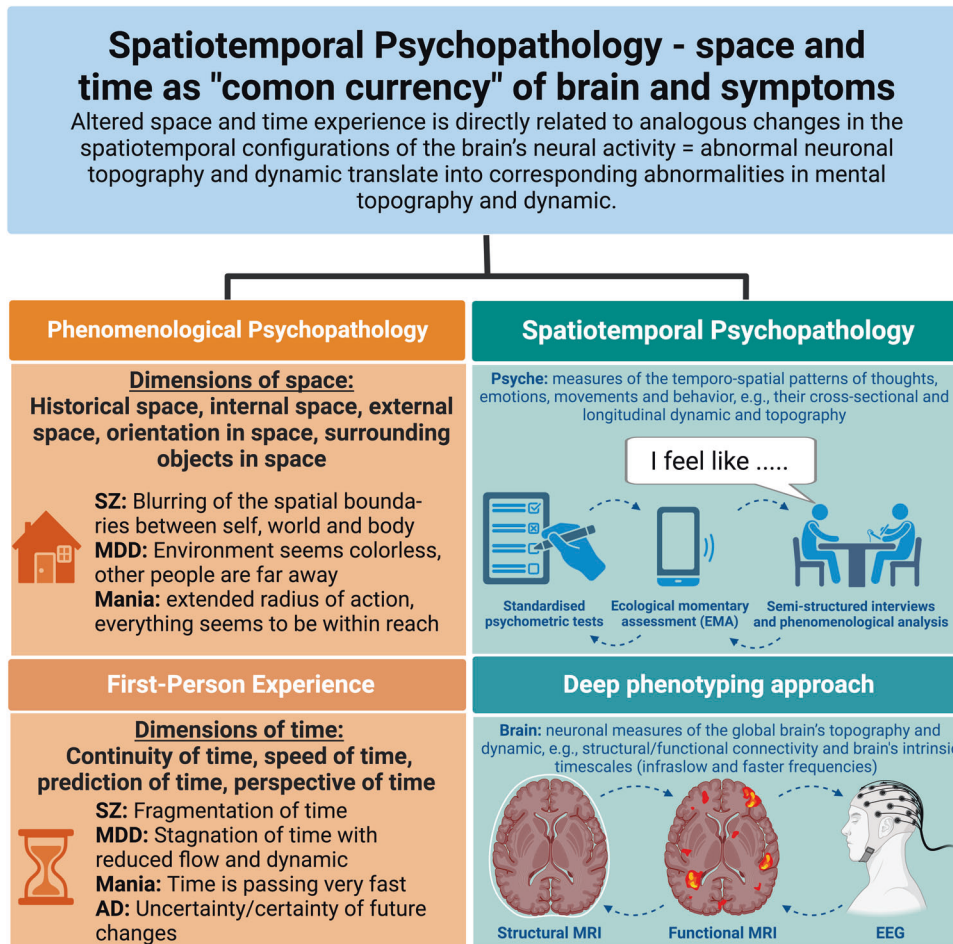 Spatiotemporal Psychopathology - space and
time as "comon currency" of brain and symptoms
Altered space and time experience is directly related to analogous changes in the
spatiotemporal configurations of the brain's neural activity = abnormal neuronal
topography and dynamic translate into corresponding abnormalities in mental
topography and dynamic.
Phenomenological Psychopathology
Dimensions of space:
Historical space, internal space, external
space, orientation in space, surrounding
objects in space
SZ: Blurring of the spatial bounda-
ries between self, world and body
MDD: Environment seems colorless,
other people are far away
Mania: extended radius of action,
everything seems to be within reach
First-Person Experience
Dimensions of time:
Continuity of time, speed of time,
prediction of time, perspective of time
SZ: Fragmentation of time
MDD: Stagnation of time with
reduced flow and dynamic
Mania: Time is passing very fast
AD: Uncertainty/certainty of future
changes
Spatiotemporal Psychopathology
Psyche: measures of the temporo-spatial patterns of thoughts,
emotions, movements and behavior, e.g., their cross-sectional and
longitudinal dynamic and topography
I feel like .....
Standardised
psychometric tests
Ecological momentary
assessment (EMA)
Semi-structured interviews
and phenomenological analysis
Deep phenotyping approach
Brain: neuronal measures of the global brain's topography and
dynamic, e.g., structural/functional connectivity and brain's intrinsic
timescales (infraslow and faster frequencies)
Structural MRI
Functional MRI
EEG